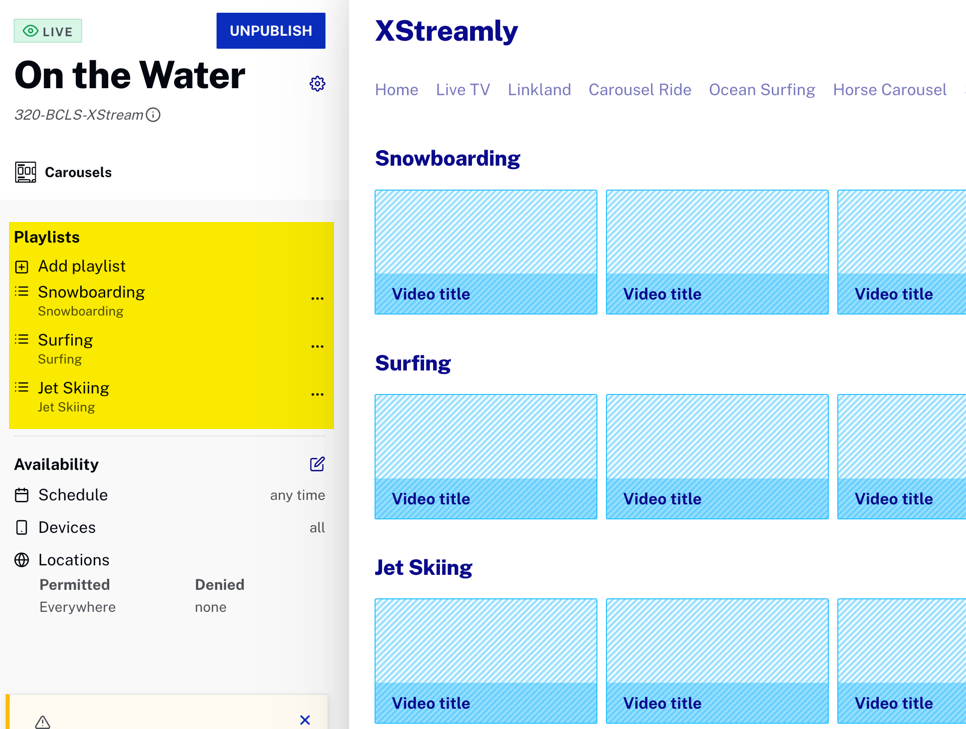 LIVE
UNPUBLISH
On the Water
320-BCLS-XStream
Carousels
Playlists
Add playlist
Snowboarding
Snowboarding
Surfing
Surfing
Jet Skiing
Jet Skiing
Availability
Schedule any time
Devices all
Locations
Permitted Denied
Everywhere none
XStreamly
Home Live TV Linkland Carousel Ride Ocean Surfing Horse Carousel
Snowboarding
Video title Video title Video title
Surfing
Video title Video title Video title
Jet Skiing
Video title Video title Video title